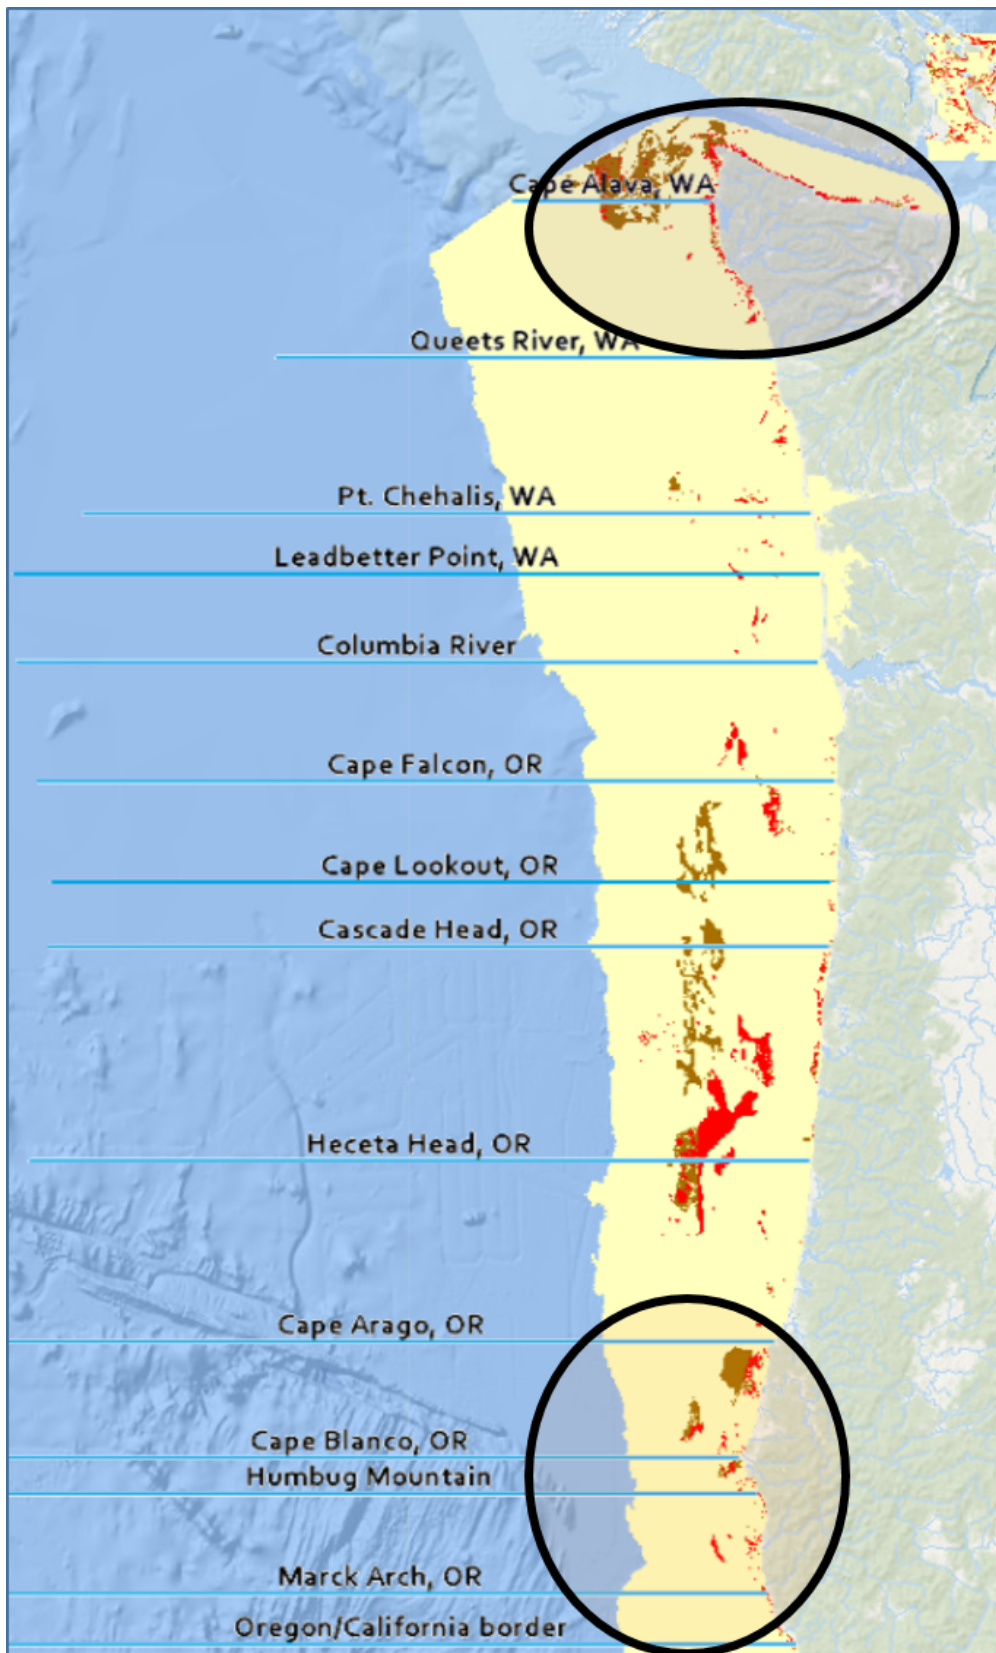 Cape Alava, WA
Queets River, WA
Pt. Chehalis, WA
Leadbetter Point, WA
Columbia River
Cape Falcon, OR
Cape Lookout, OR
Cascade Head, OR
Heceta Head, OR
Cape Arago, OR
Cape Blanco, OR
Humbug Mountain
Marck Arch, OR
Oregon/California border